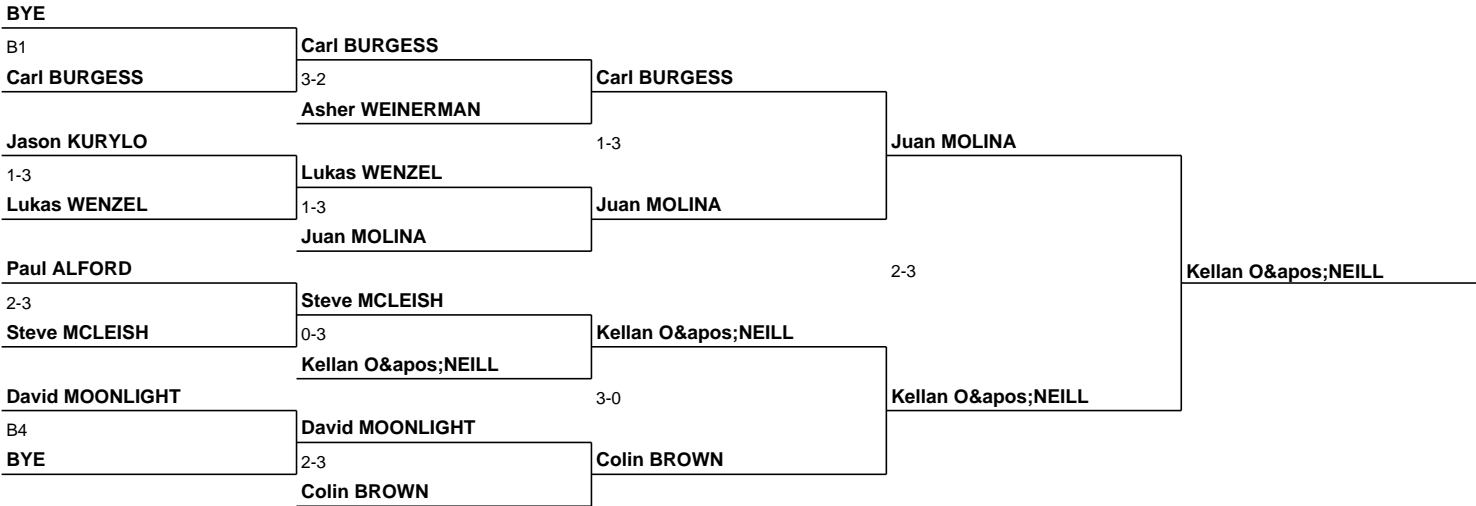 BYE
B1
Carl BURGESS
Carl BURGESS
3-2
Carl BURGESS
Asher WEINERMAN
Jason KURYLO
1-3
Juan MOLINA
1-3
Lukas WENZEL
Lukas WENZEL
1-3
Juan MOLINA
Juan MOLINA
Paul ALFORD
2-3
Kellan O&apos;NEILL
2-3
Steve MCLEISH
Steve MCLEISH
0-3
Kellan O&apos;NEILL
Kellan O&apos;NEILL
David MOONLIGHT
3-0
Kellan O&apos;NEILL
B4
David MOONLIGHT
BYE
2-3
Colin BROWN
Colin BROWN